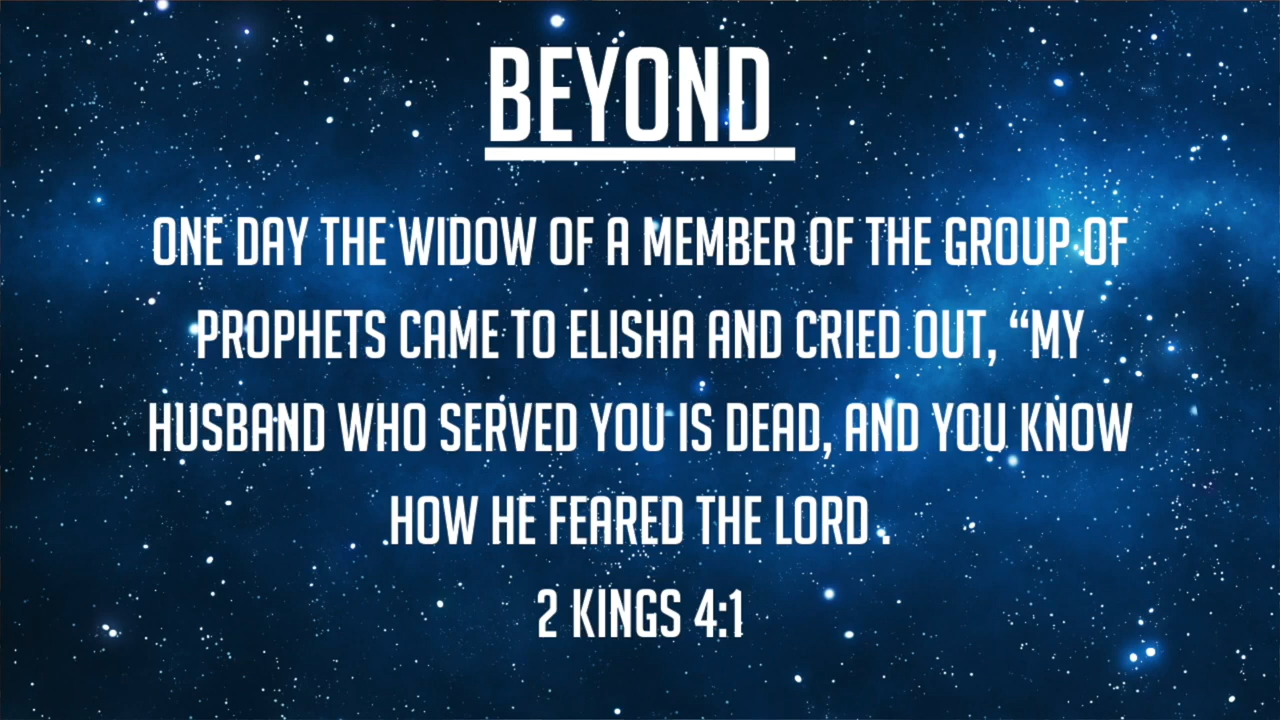 BEYOND
ONE DAY THE WIDOW OF A MEMBER OF THE GROUP OF
PROPHETS CAME TO ELISHA AND CRIED OUT, “MY
HUSBAND WHO SERVED YOU IS DEAD, AND YOU KNOW
HOW HE FEARED THE LORD .
2 KINGS 4:1